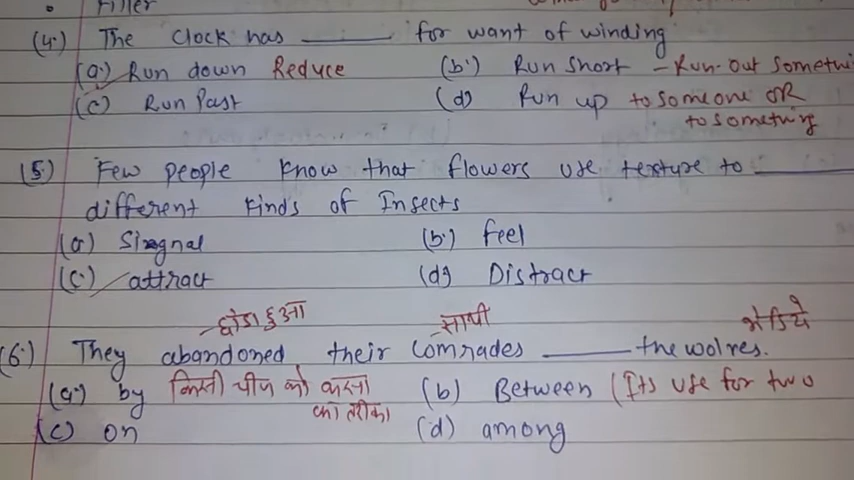 Filler
(4.) The Clock has ______ for want of winding
(a.) Run down Reduce (b.) Run short - Run-out Somethi
(c) Run Past (d) Run up to someone OR
to something
(5) Few people know that flowers use texture to ______
different kinds of Insects
(a) Signal (b.) feel
(c.) attract (d) Distract
छोडा हुआ साथी भेडिये
(6.) They abandoned their Comrades ______ the wolves.
(a.) by किसी चीज को करना (b) Between (Its use for two
का तरीका
(c) on (d) among